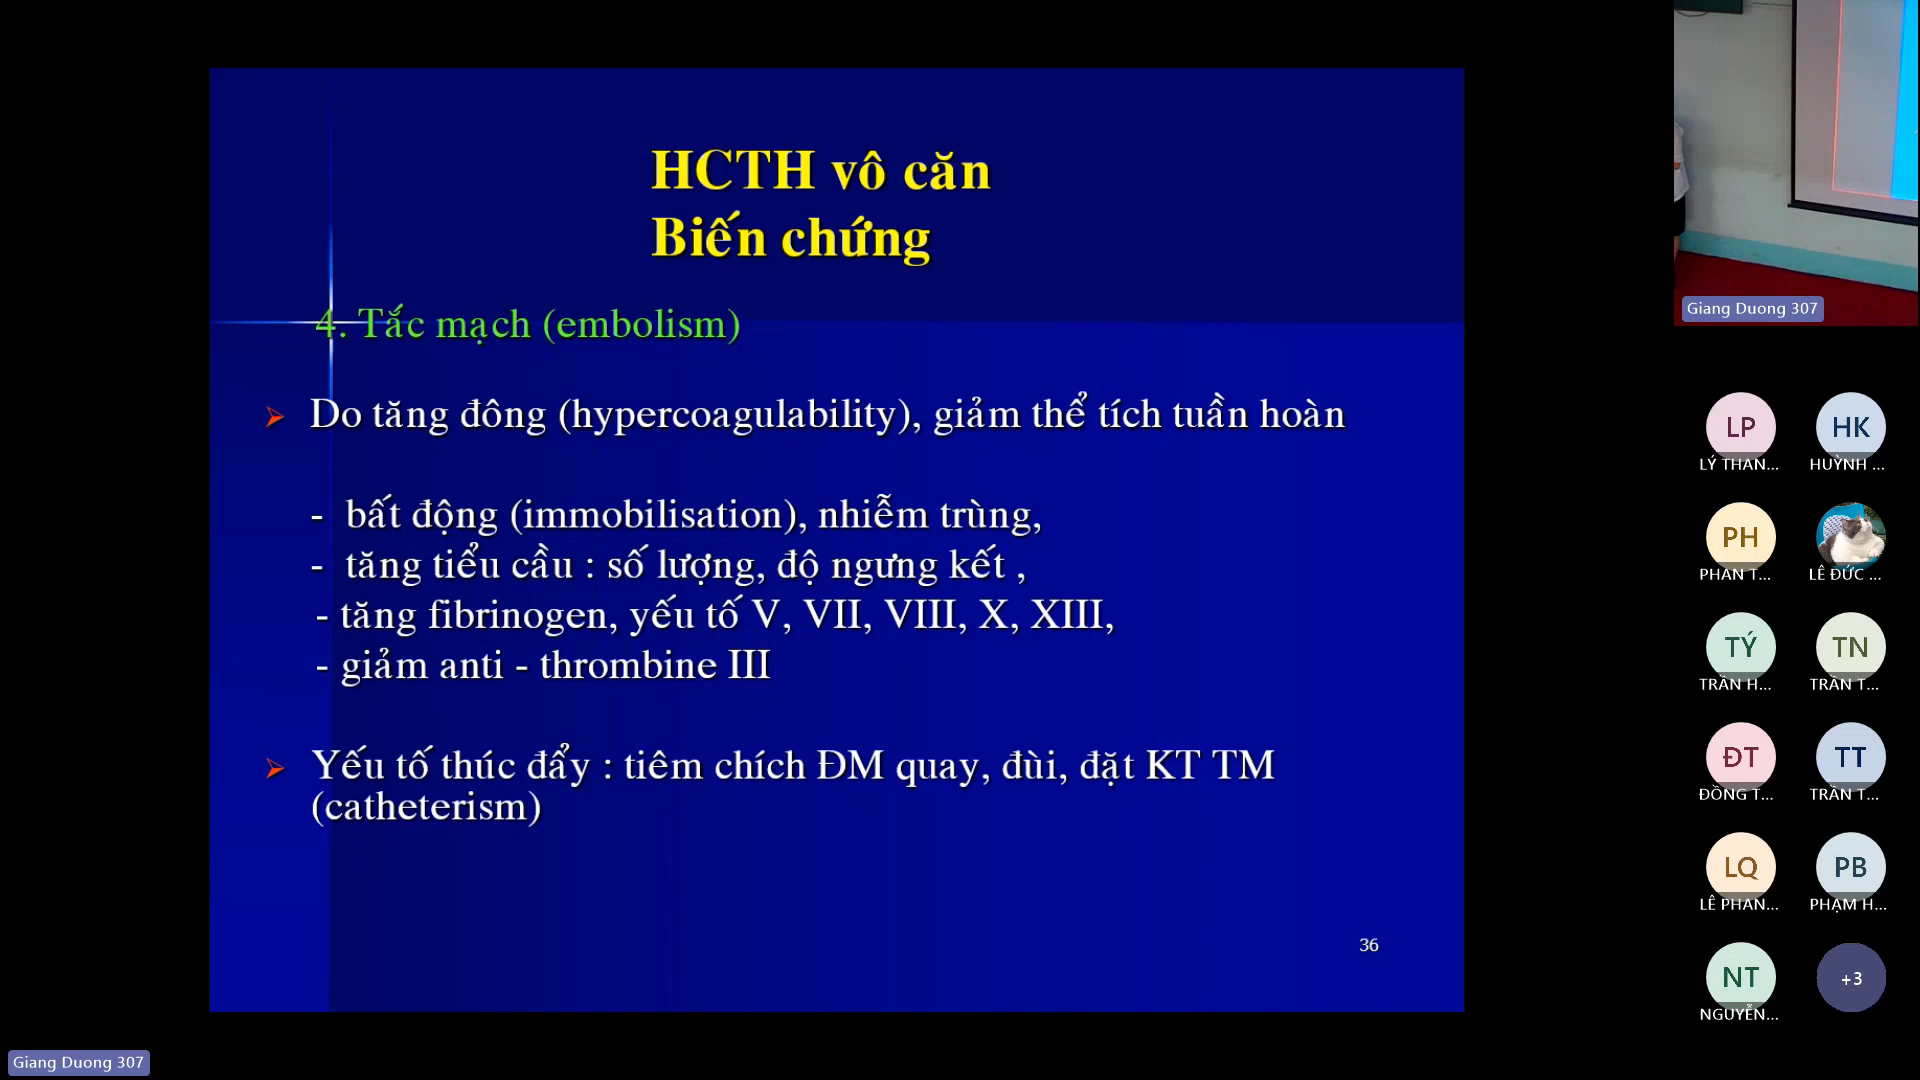 HCTH vô căn
Biến chứng
4. Tắc mạch (embolism)
➢ Do tăng đông (hypercoagulability), giảm thể tích tuần hoàn
- bất động (immobilisation), nhiễm trùng,
- tăng tiểu cầu : số lượng, độ ngưng kết ,
- tăng fibrinogen, yếu tố V, VII, VIII, X, XIII,
- giảm anti - thrombine III
➢ Yếu tố thúc đẩy : tiêm chích ĐM quay, đùi, đặt KT TM
(catheterism)
36
Giang Duong 307
Giang Duong 307
LP HK
LÝ THAN... HUỲNH ...
PH
PHAN T... LÊ ĐỨC ...
TÝ TN
TRẦN H... TRẦN T...
ĐT TT
ĐỒNG T... TRẦN T...
LQ PB
LÊ PHAN... PHẠM H...
NT +3
NGUYỄN...